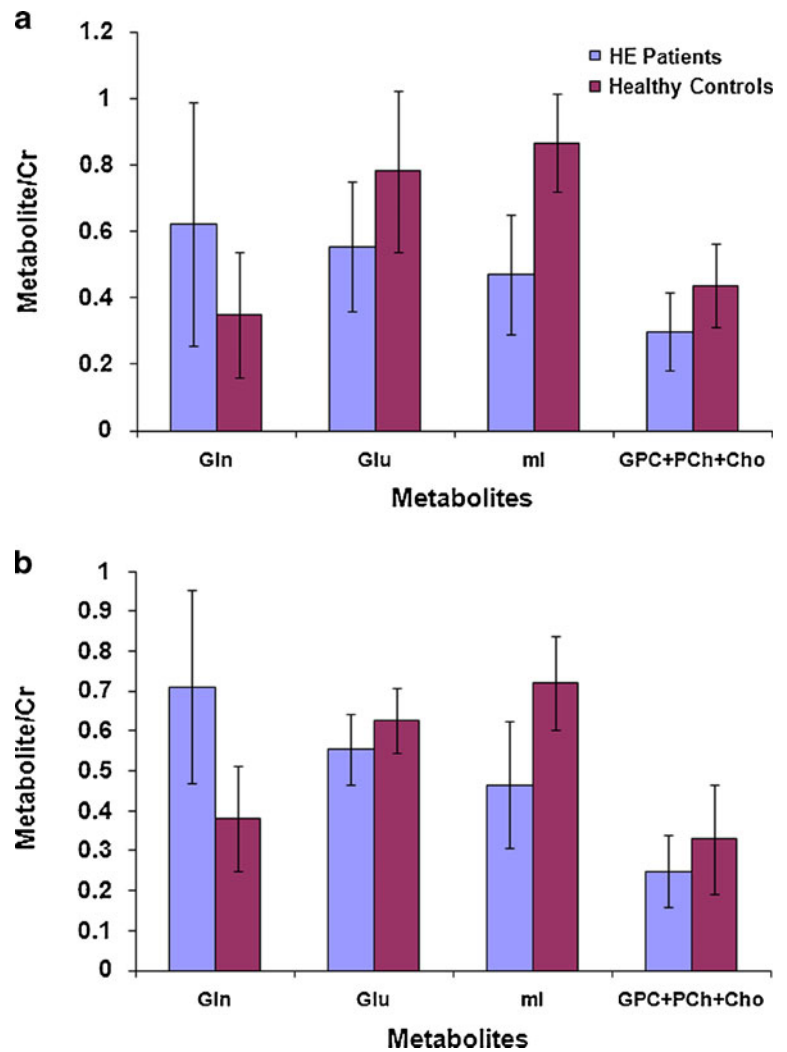 a
1.2
1
0.8
0.6
0.4
0.2
0
Metabolite/Cr
HE Patients
Healthy Controls
Gln Glu mI GPC+PCh+Cho
Metabolites
b
1
0.9
0.8
0.7
0.6
0.5
0.4
0.3
0.2
0.1
0
Metabolite/Cr
Gln Glu mI GPC+PCh+Cho
Metabolites